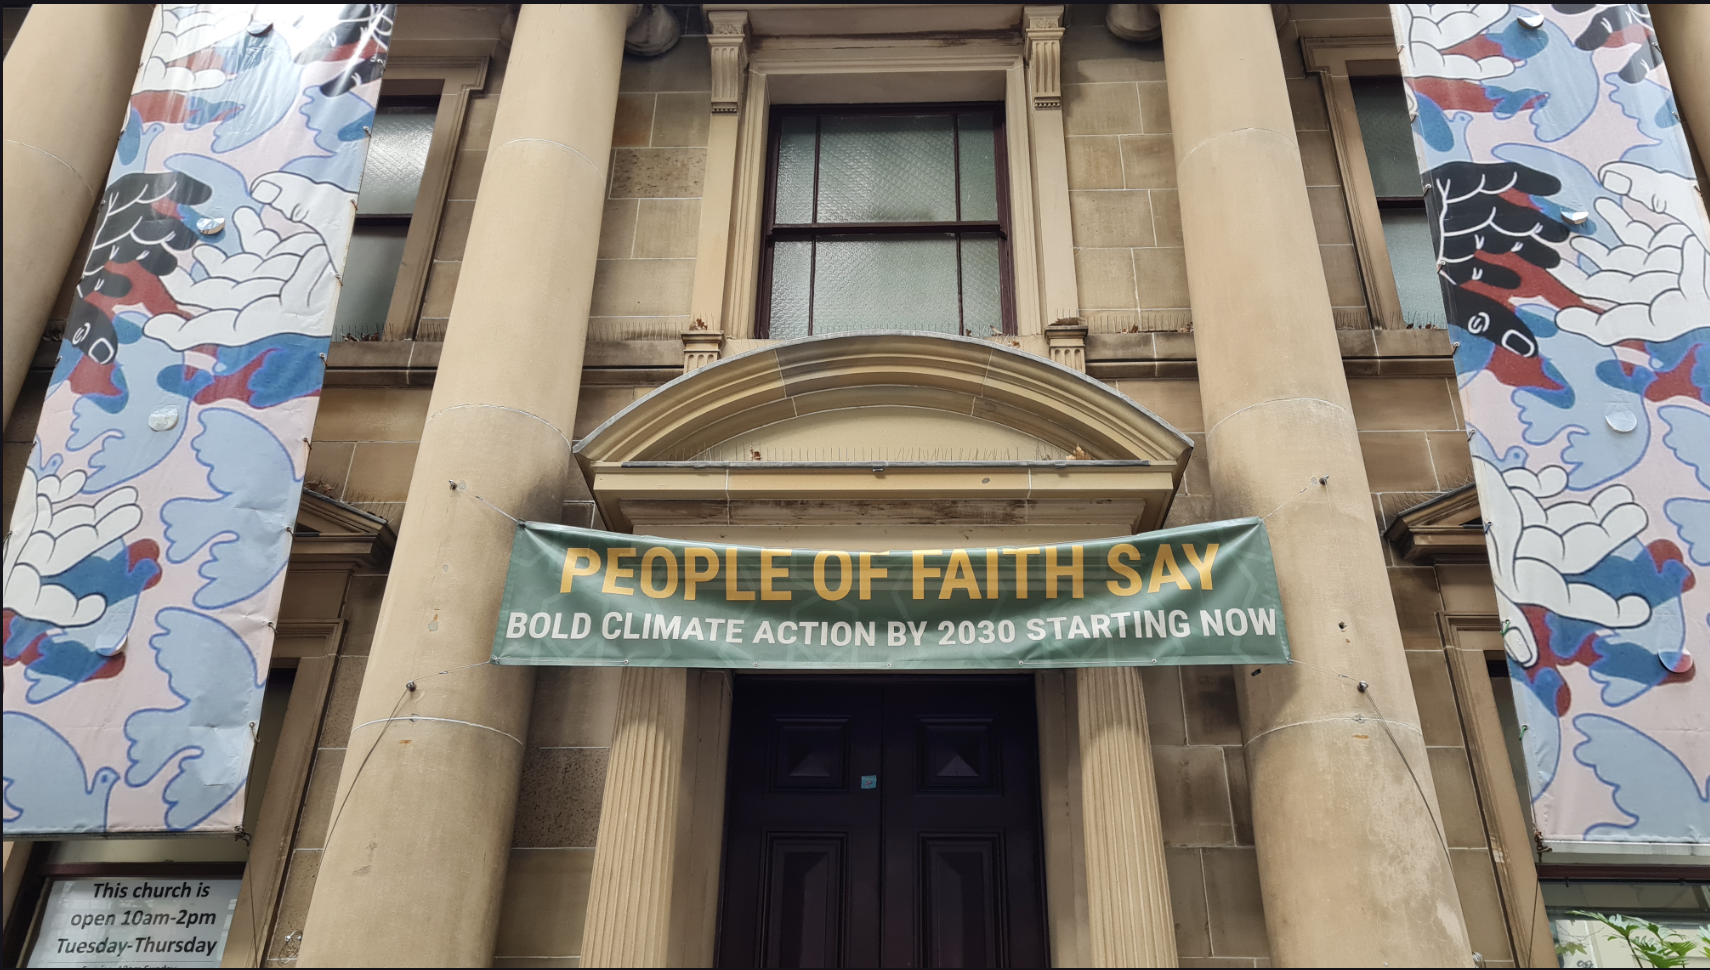 PEOPLE OF FAITH SAY
BOLD CLIMATE ACTION BY 2030 STARTING NOW
This church is
open 10am-2pm
Tuesday-Thursday